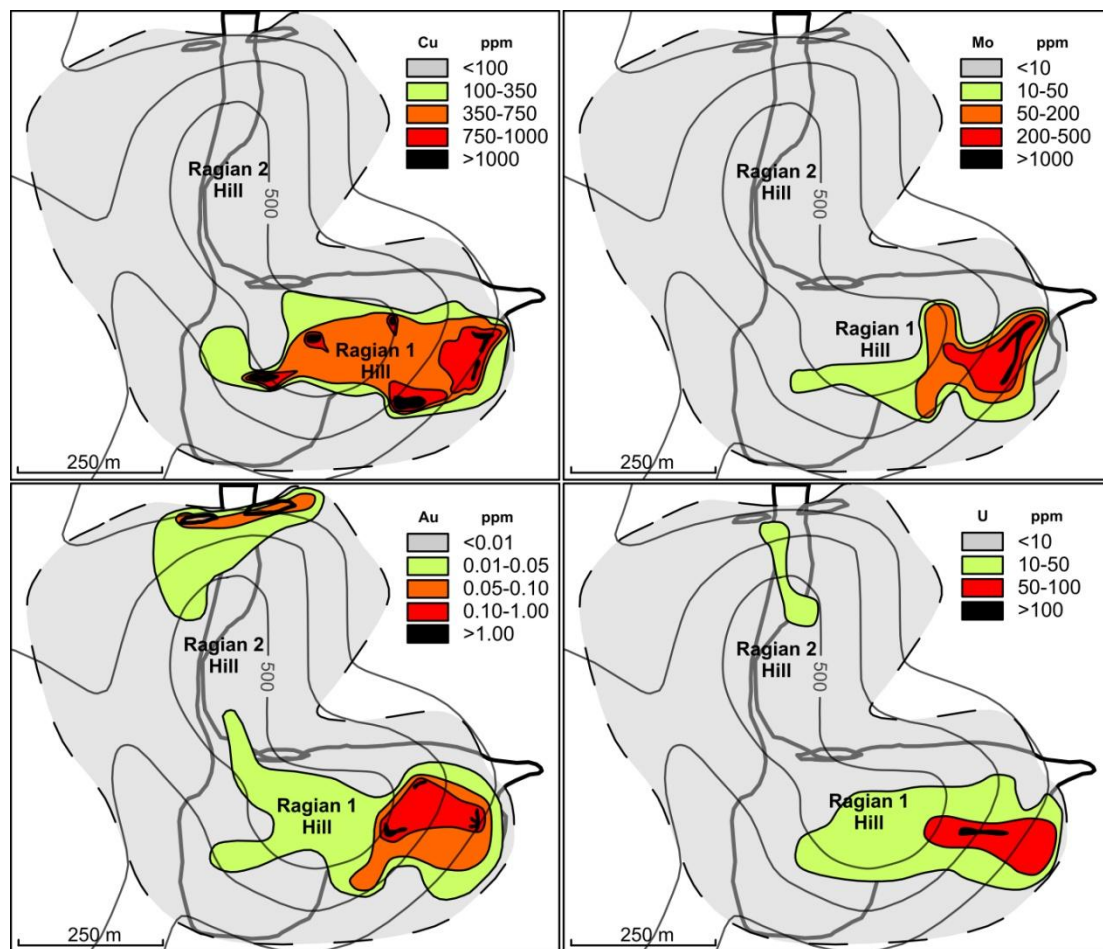 Cu ppm
<100
100-350
350-750
750-1000
>1000
Ragian 2
Hill
500
Ragian 1
Hill
250 m
Mo ppm
<10
10-50
50-200
200-500
>1000
Ragian 2
Hill
500
Ragian 1
Hill
250 m
Au ppm
<0.01
0.01-0.05
0.05-0.10
0.10-1.00
>1.00
Ragian 2
Hill
500
Ragian 1
Hill
250 m
U ppm
<10
10-50
50-100
>100
Ragian 2
Hill
500
Ragian 1
Hill
250 m